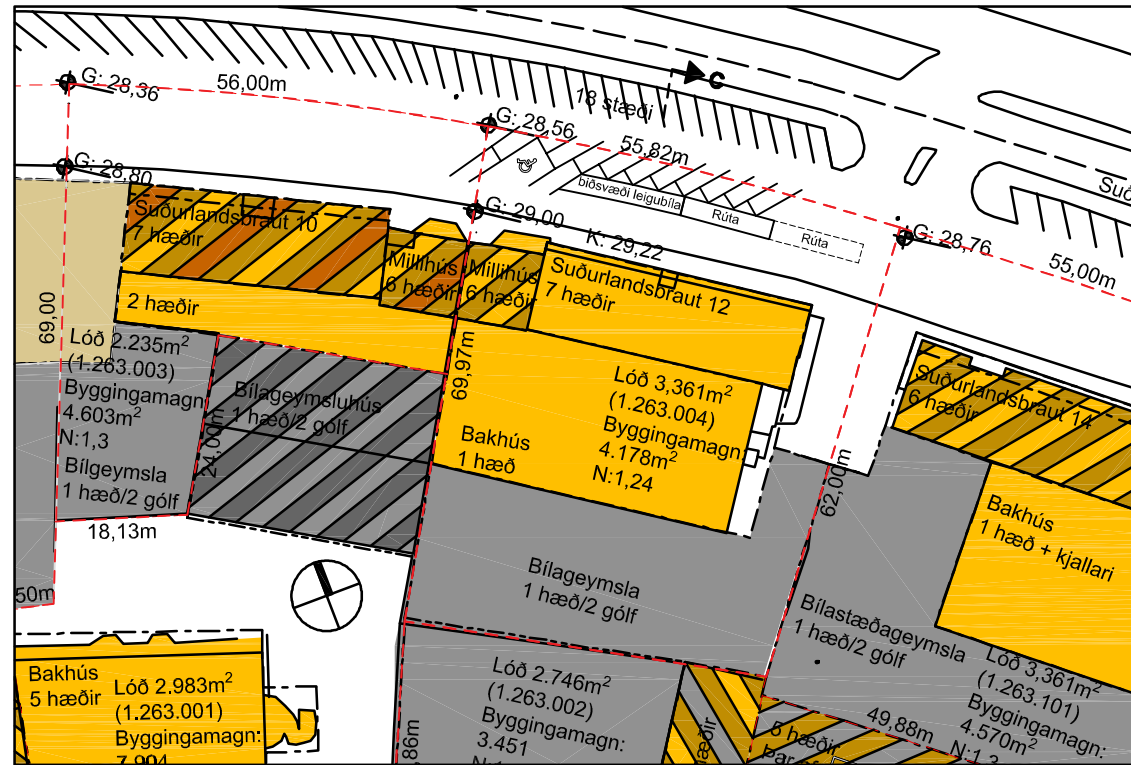 G: 28,36
56,00m
C
18 stæði
G: 28,56
55,82m
G: 28,80
biðsvæði leigubíla
Rúta
Rúta
G: 29,00
K: 29,22
G: 28,76
55,00m
Suðurlandsbraut 10
7 hæðir
Millihús
6 hæðir
Millihús
6 hæðir
Suðurlandsbraut 12
7 hæðir
2 hæðir
69,00
Lóð 2.235m²
(1.263.003)
Byggingamagn
4.603m²
N:1,3
Bílgeymsla
1 hæð/2 gólf
18,13m
24,00m
Bílageymsluhús
1 hæð/2 gólf
69,97m
Bakhús
1 hæð
Lóð 3,361m²
(1.263.004)
Byggingamagn:
4.178m²
N:1,24
62,00m
Suðurlandsbraut 14
6 hæðir
Bakhús
1 hæð + kjallari
Bílageymsla
1 hæð/2 gólf
Bílastæðageymsla
1 hæð/2 gólf
Lóð 3,361m²
(1.263.101)
Byggingamagn:
4.570m²
N:1,3
49,88m
50m
Bakhús
5 hæðir
Lóð 2.983m²
(1.263.001)
Byggingamagn:
7.904
Lóð 2.746m²
(1.263.002)
Byggingamagn:
3.451
,86m
hæðir
5 hæðir